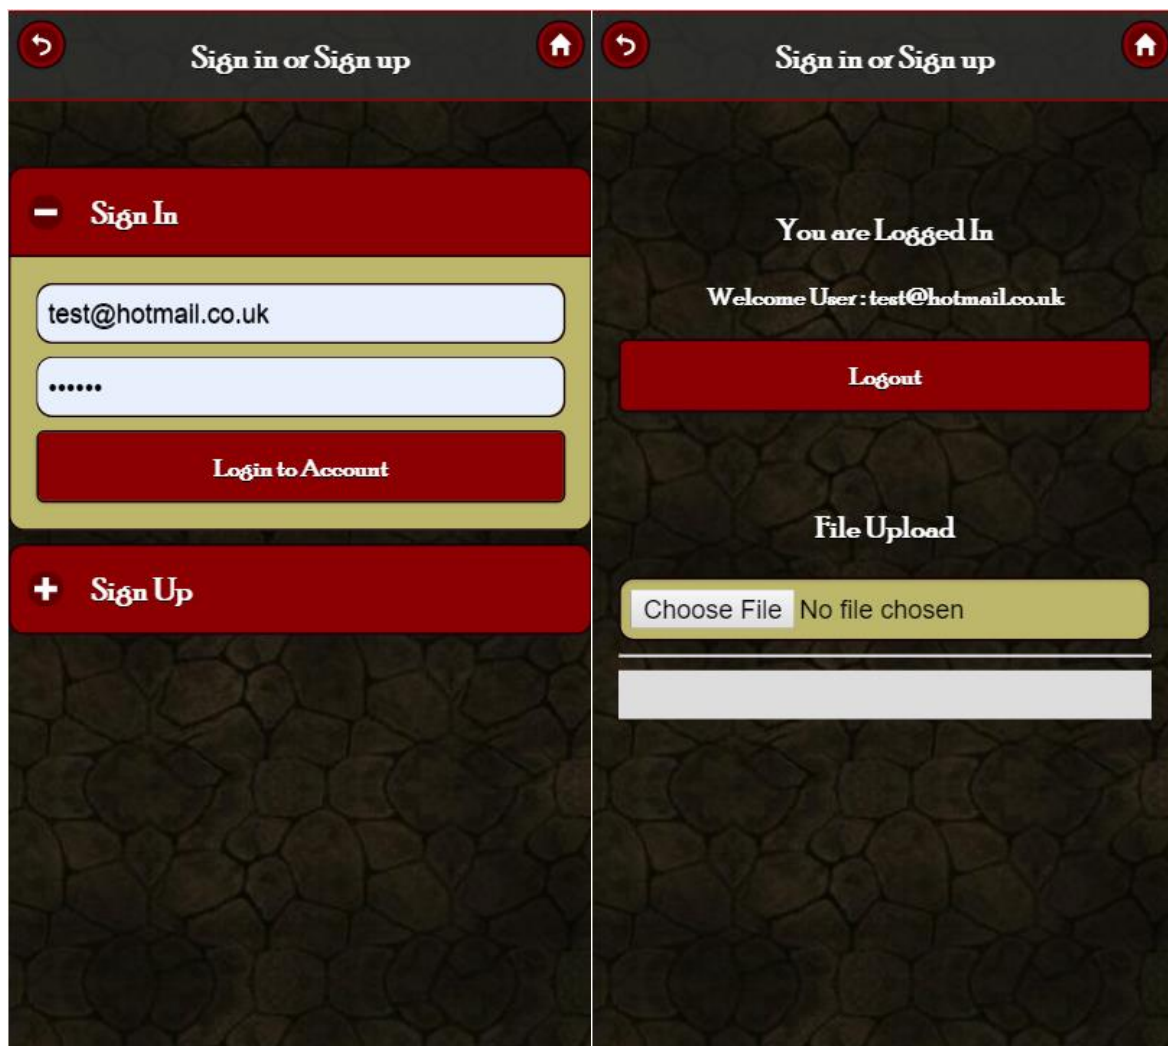 Sign in or Sign up
Sign In
test@hotmail.co.uk
••••••
Login to Account
Sign Up
Sign in or Sign up
You are Logged In
Welcome User : test@hotmail.co.uk
Logout
File Upload
Choose File No file chosen